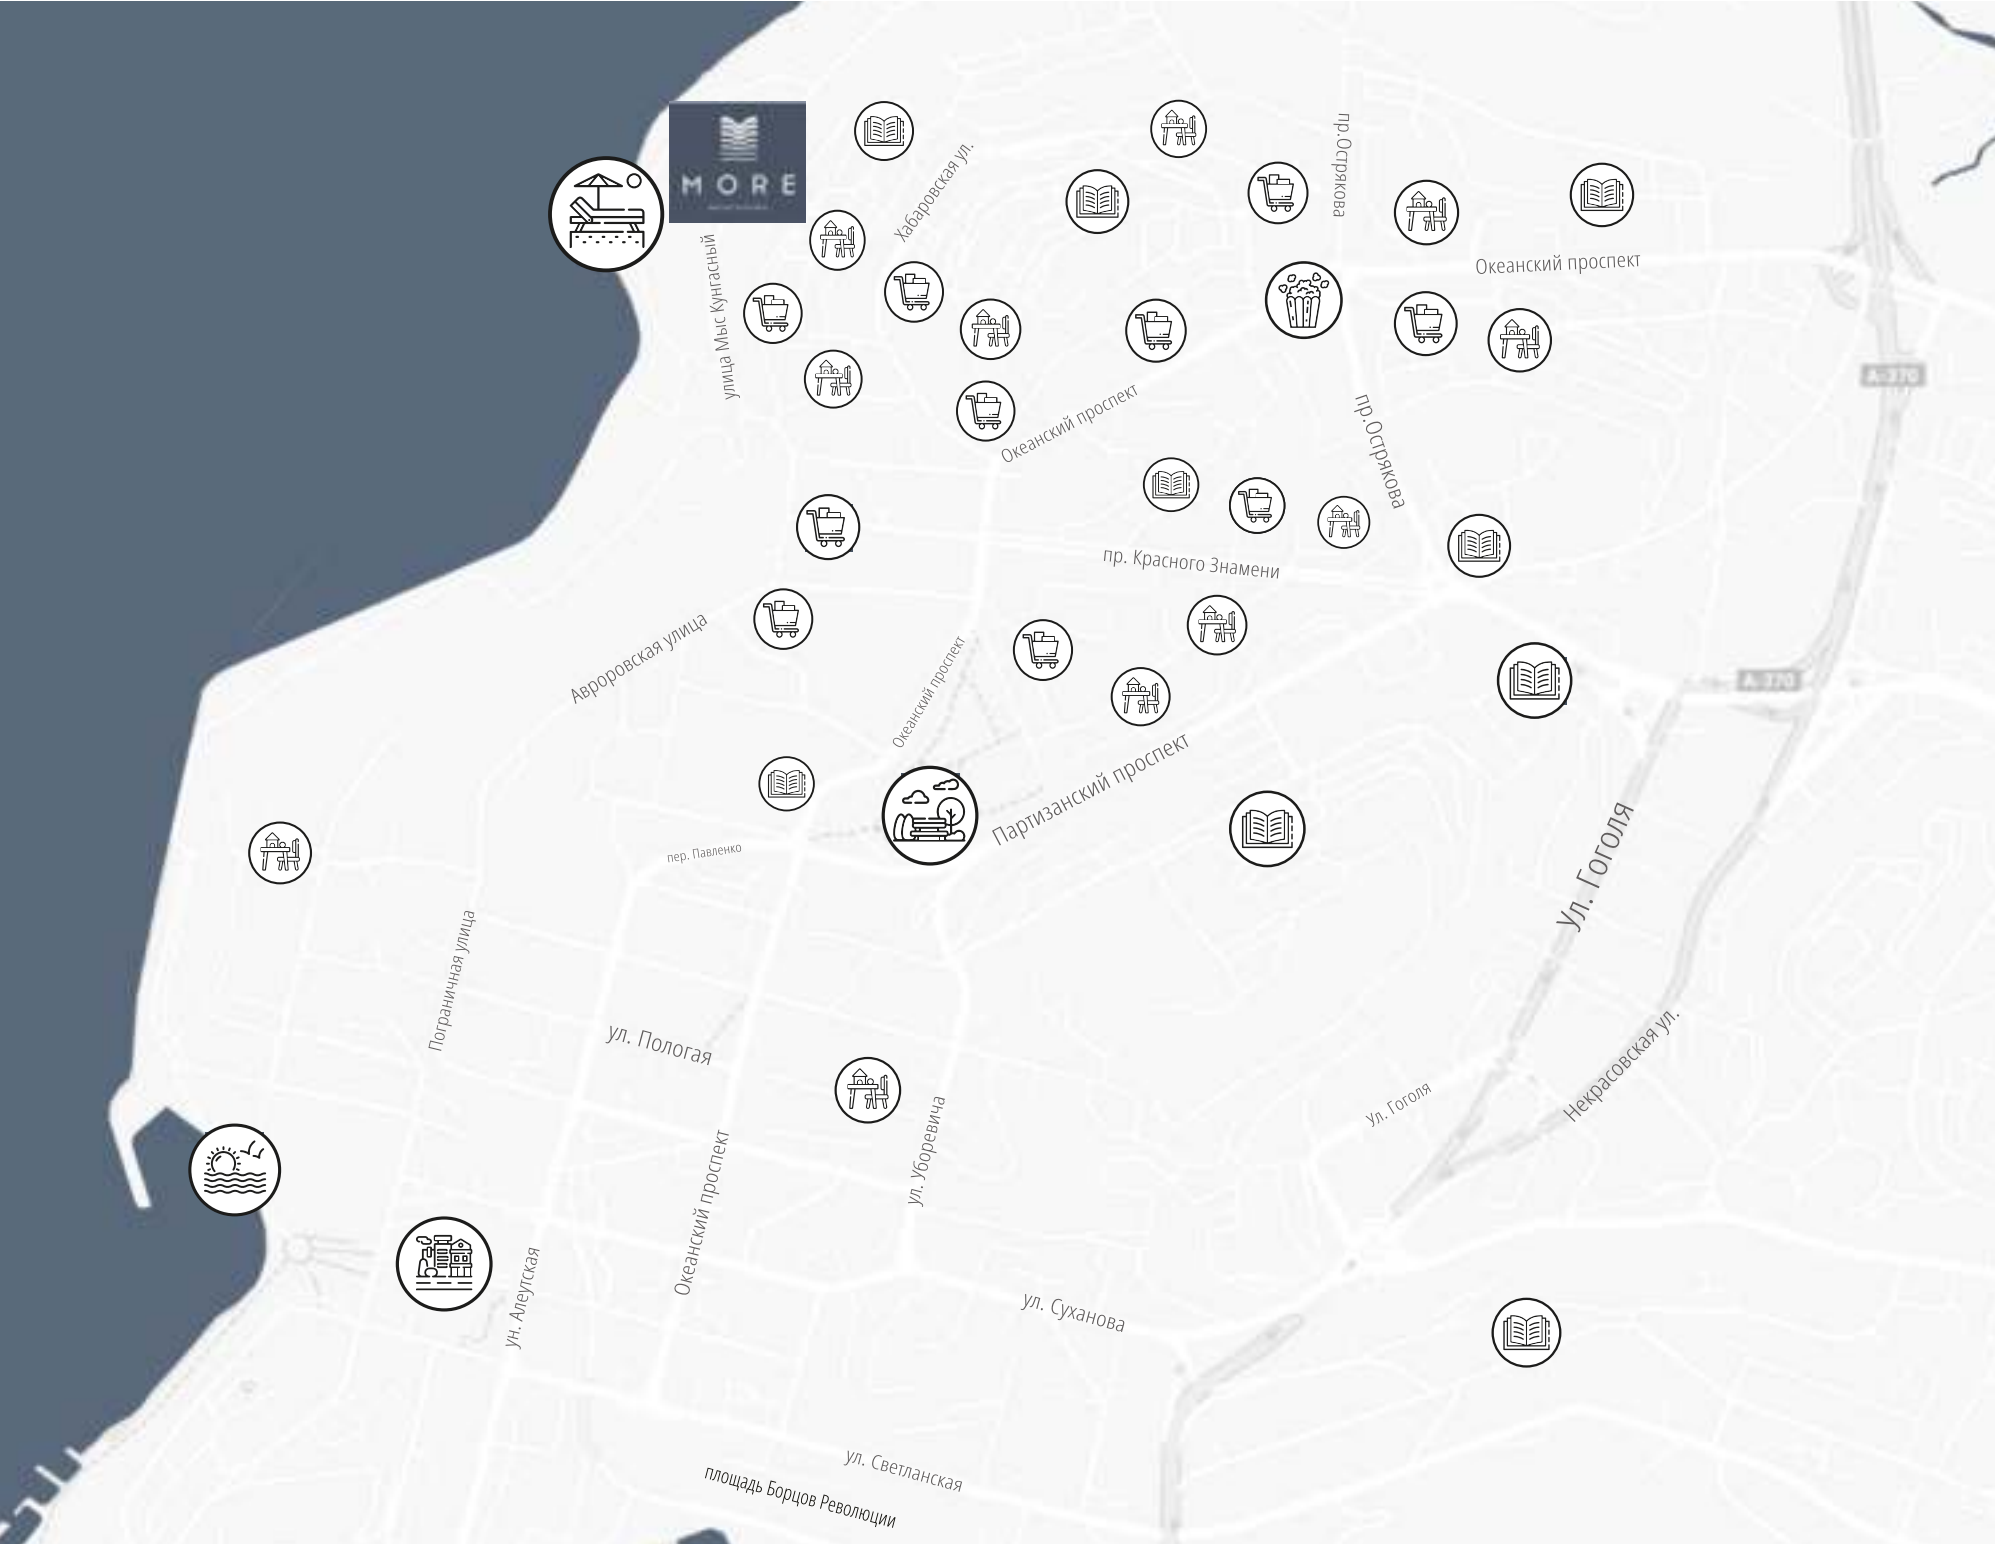 MORE
Хабаровская ул.
пр.Острякова
улица Мыс Кунгасный
Океанский проспект
А-370
Океанский проспект
пр.Острякова
пр. Красного Знамени
Авроровская улица
Океанский проспект
А-370
Партизанский проспект
пер. Павленко
Ул. Гоголя
Пограничная улица
ул. Пологая
Некрасовская ул.
Ул. Гоголя
ул. Уборевича
Океанский проспект
ун. Алеутская
ул. Суханова
ул. Светланская
площадь Борцов Революции